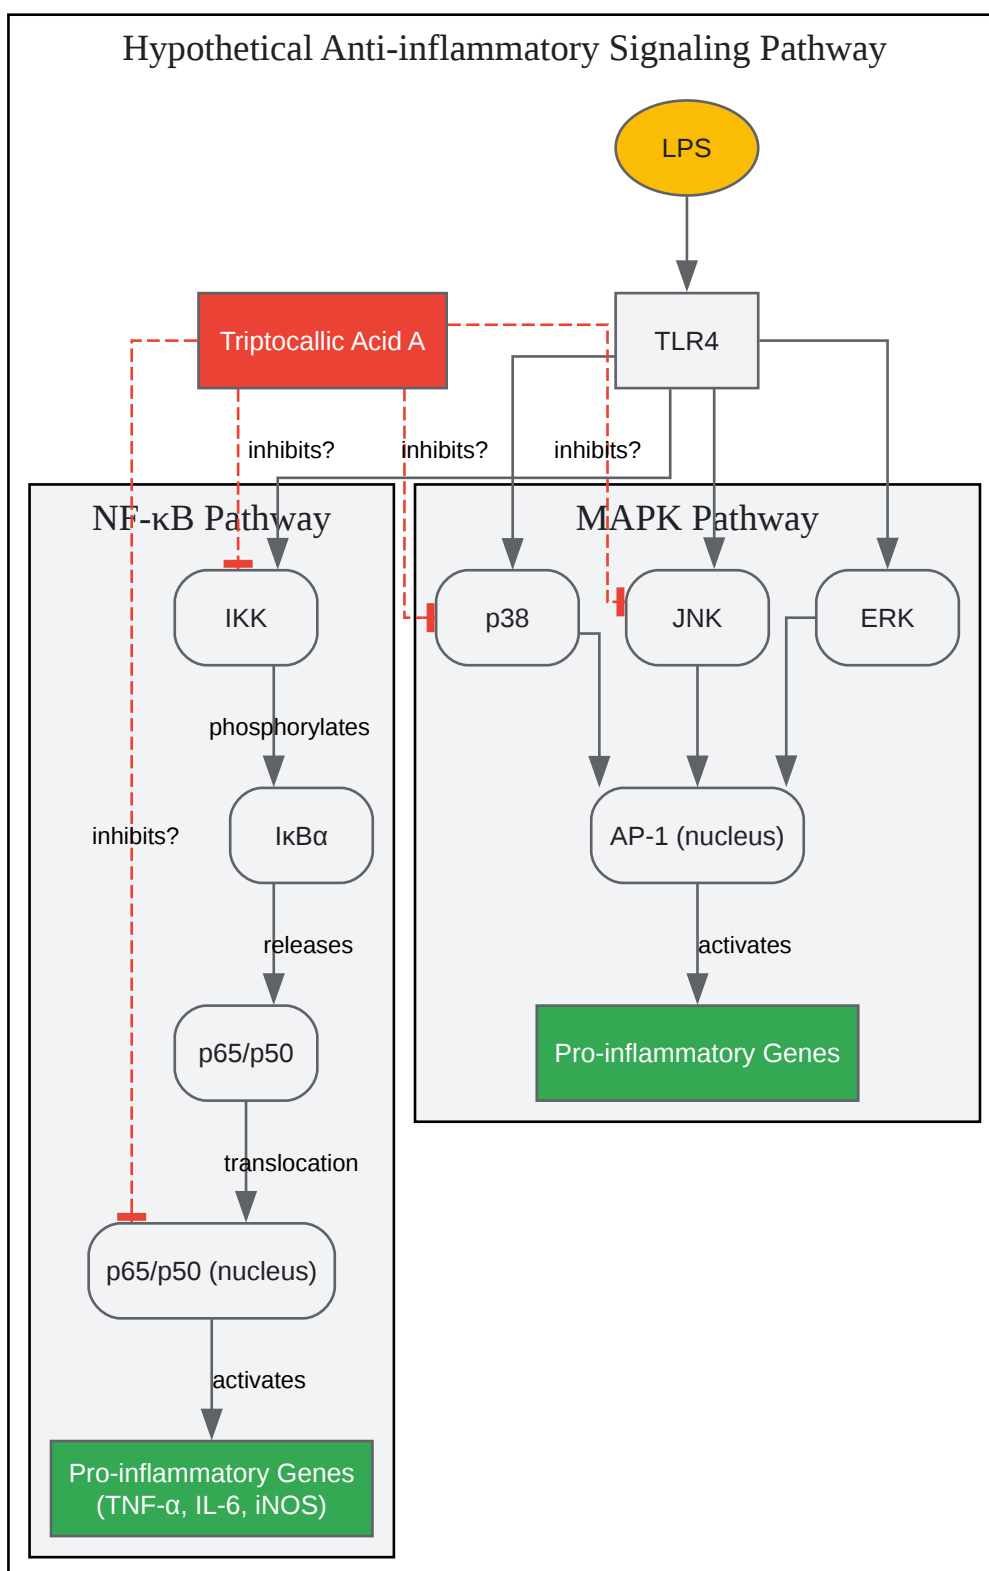 Hypothetical Anti-inflammatory Signaling Pathway
LPS
Triptocallic Acid A
TLR4
inhibits?
inhibits?
inhibits?
NF-κB Pathway
MAPK Pathway
IKK
p38
JNK
ERK
phosphorylates
inhibits?
IκBα
AP-1 (nucleus)
releases
activates
p65/p50
Pro-inflammatory Genes
translocation
p65/p50 (nucleus)
activates
Pro-inflammatory Genes
(TNF-α, IL-6, iNOS)